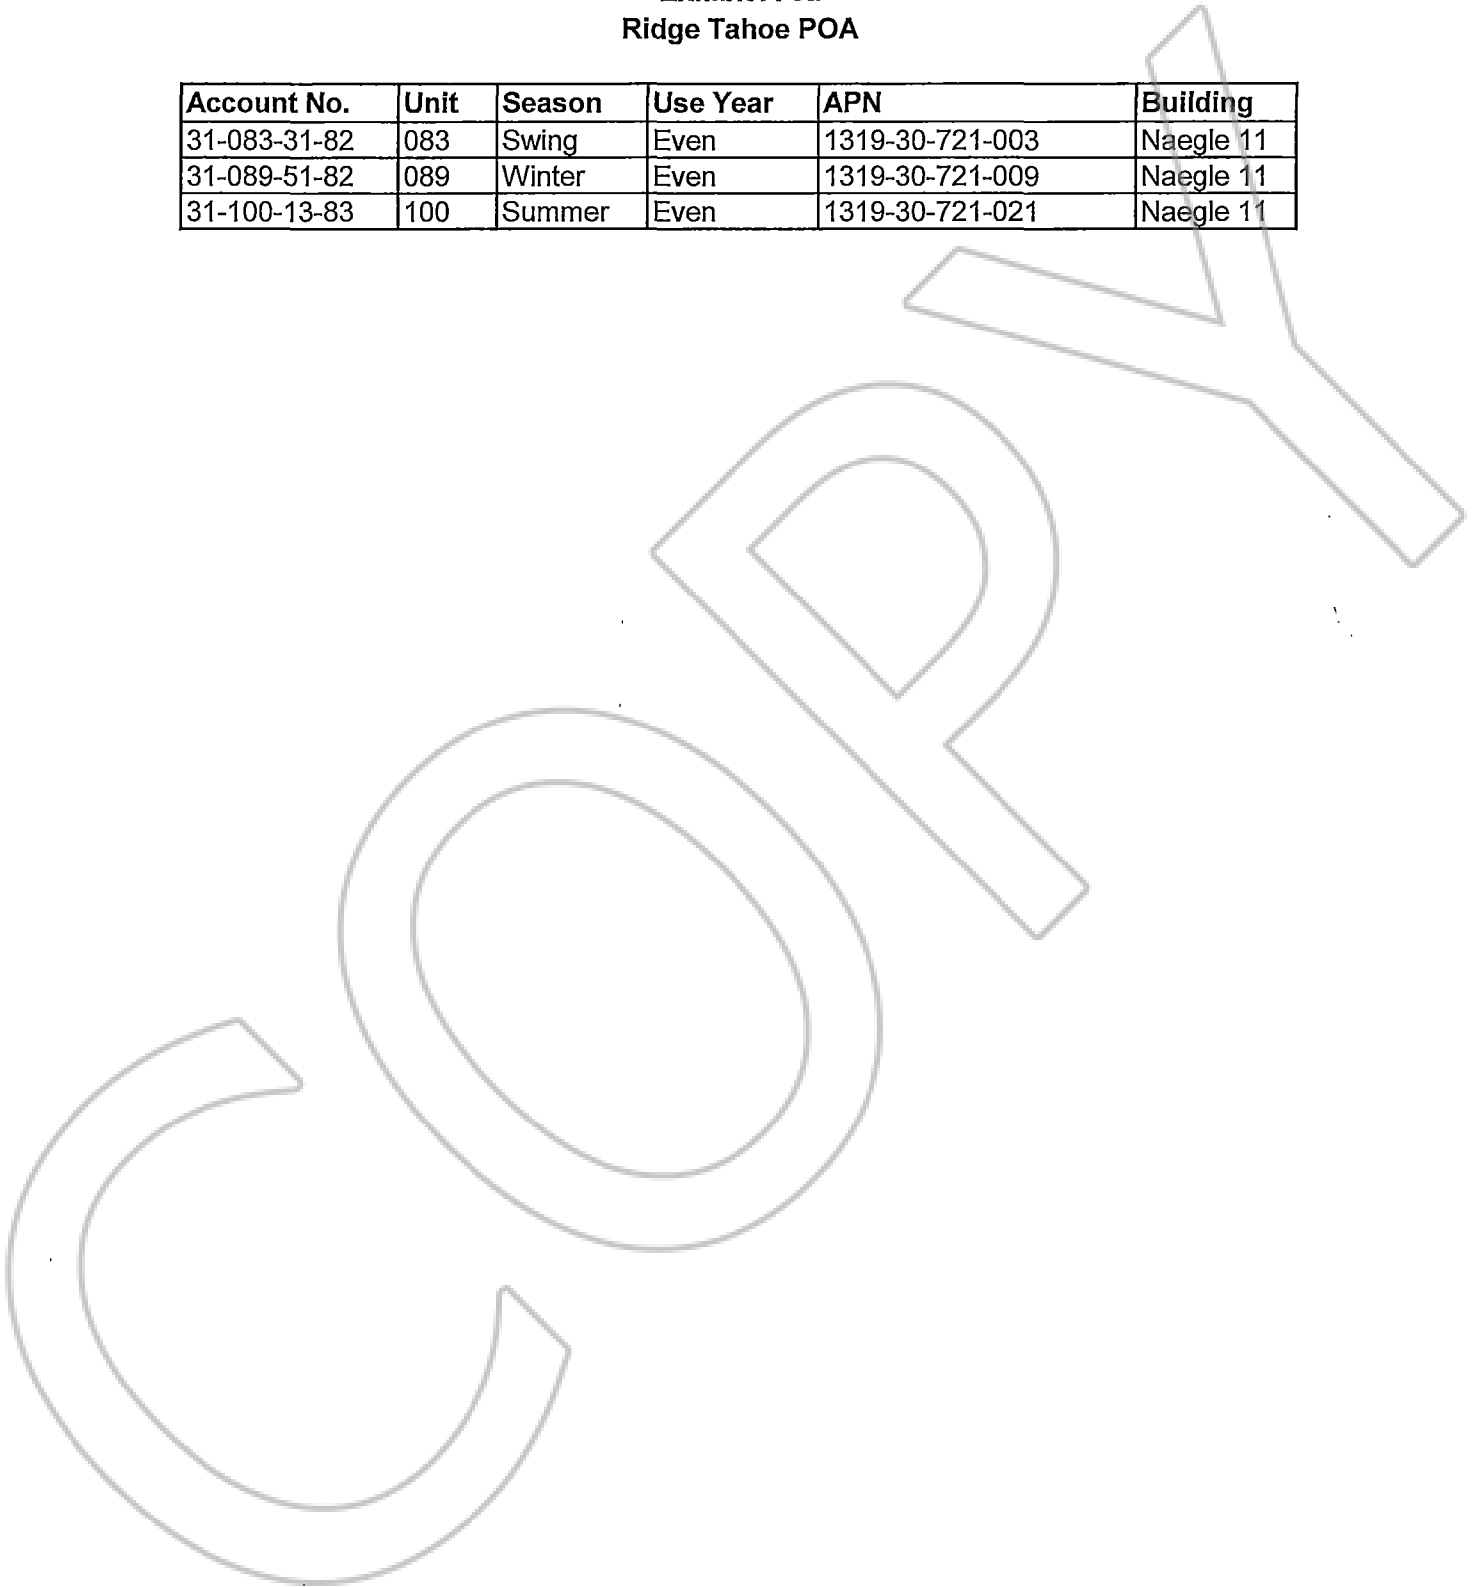 Ridge Tahoe POA
Account No. Unit Season Use Year APN Building
31-083-31-82 083 Swing Even 1319-30-721-003 Naegle 11
31-089-51-82 089 Winter Even 1319-30-721-009 Naegle 11
31-100-13-83 100 Summer Even 1319-30-721-021 Naegle 11
COPY